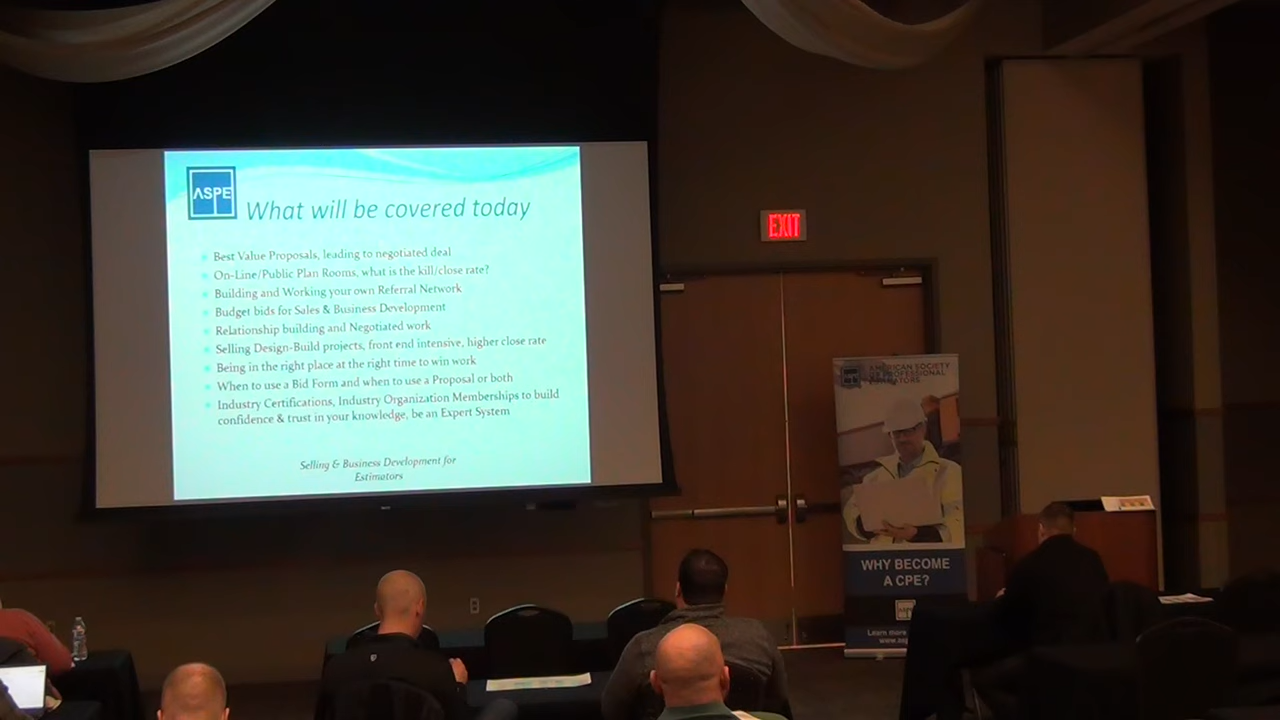 ASPE
What will be covered today
Best Value Proposals, leading to negotiated deal
On-Line/Public Plan Rooms, what is the kill/close rate?
Building and Working your own Referral Network
Budget bids for Sales & Business Development
Relationship building and Negotiated work
Selling Design-Build projects, front end intensive, higher close rate
Being in the right place at the right time to win work
When to use a Bid Form and when to use a Proposal or both
Industry Certifications, Industry Organization Memberships to build
confidence & trust in your knowledge, be an Expert System
Selling & Business Development for
Estimators
EXIT
AMERICAN SOCIETY
OF PROFESSIONAL
ESTIMATORS
WHY BECOME
A CPE?
Learn more
www.